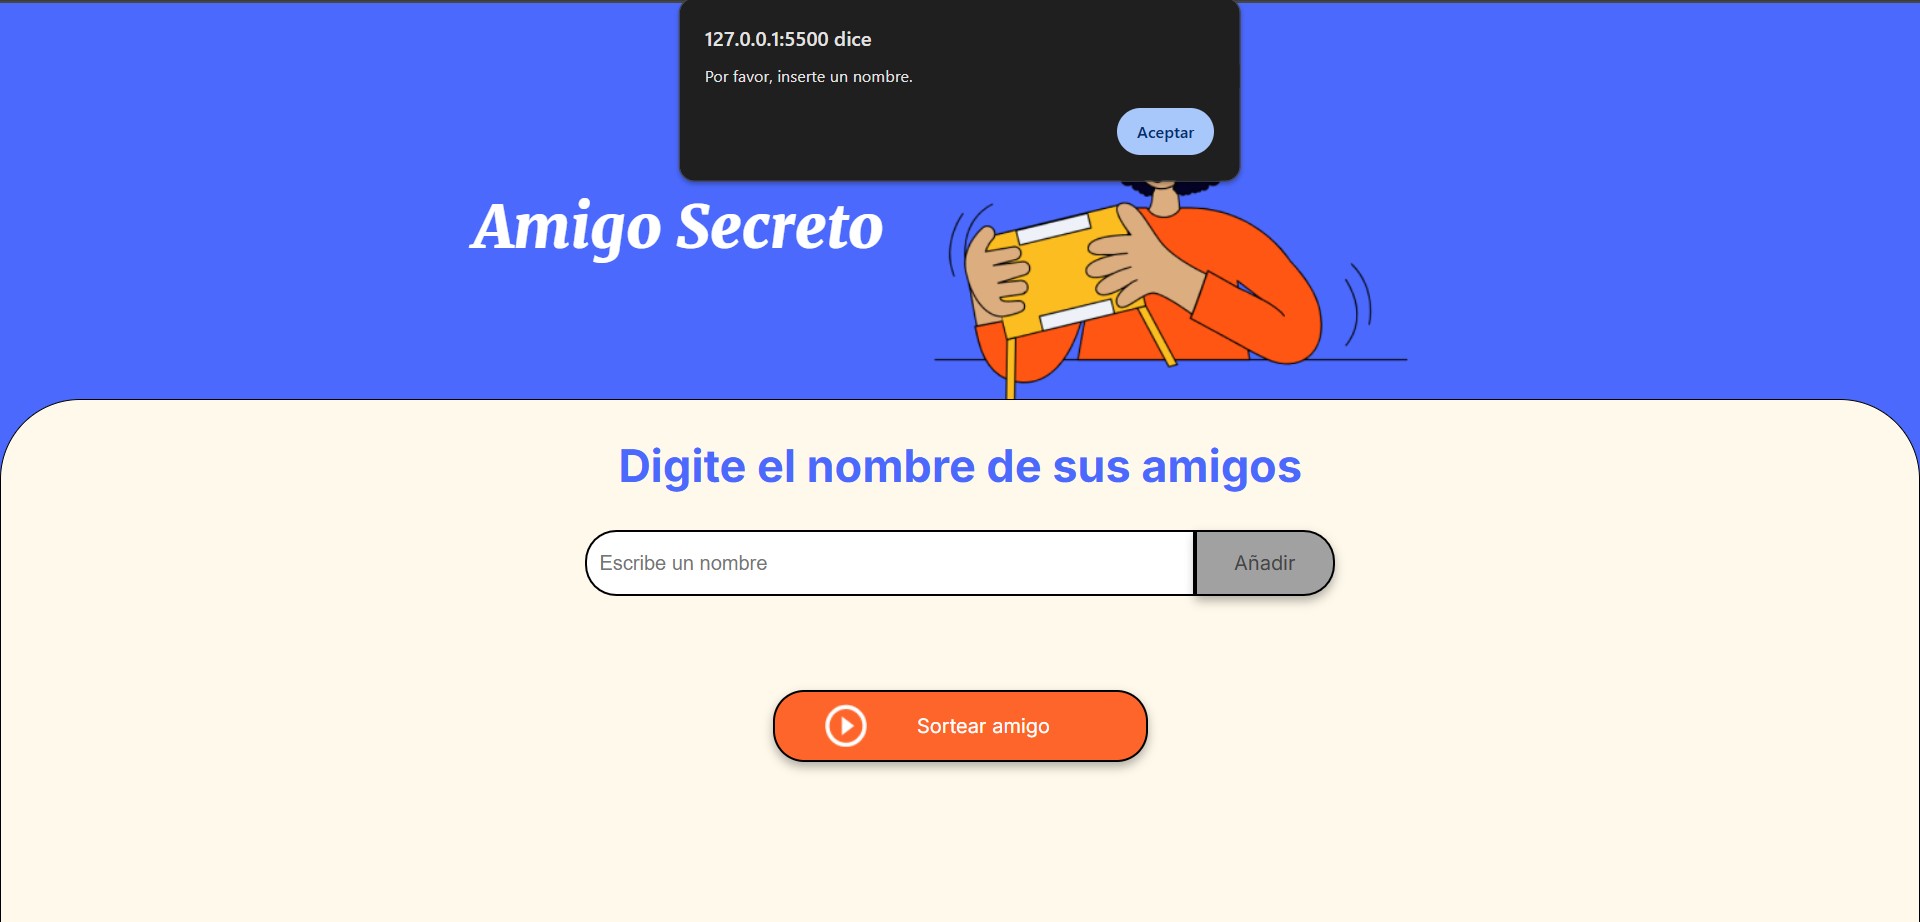 127.0.0.1:5500 dice
Por favor, inserte un nombre.
Aceptar
Amigo Secreto
Digite el nombre de sus amigos
Escribe un nombre
Añadir
Sortear amigo